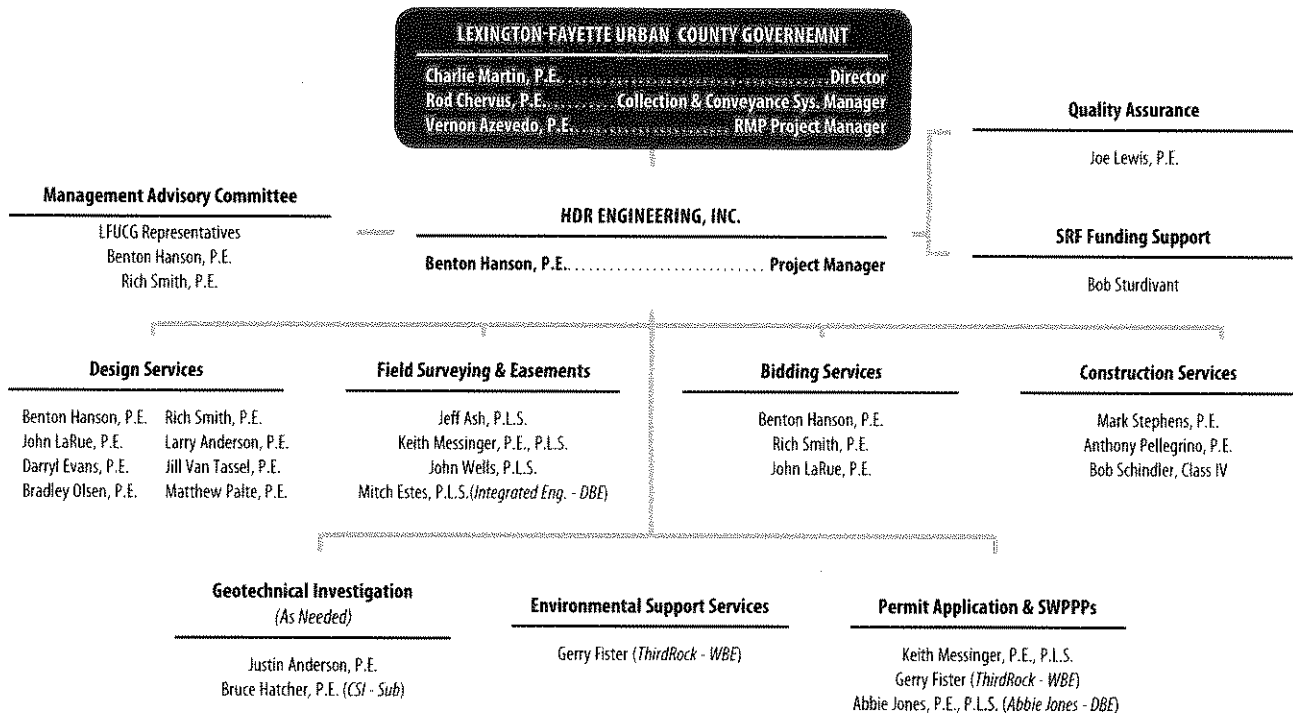 LEXINGTON-FAYETTE URBAN COUNTY GOVERNEMNT
Charlie Martin, P.E. Director
Rod Chervus, P.E. Collection & Conveyance Sys. Manager
Vernon Azevedo, P.E. RMP Project Manager
Quality Assurance
Joe Lewis, P.E.
Management Advisory Committee
LFUCG Representatives
Benton Hanson, P.E.
Rich Smith, P.E.
HDR ENGINEERING, INC.
Benton Hanson, P.E. Project Manager
SRF Funding Support
Bob Sturdivant
Design Services
Benton Hanson, P.E. Rich Smith, P.E.
John LaRue, P.E. Larry Anderson, P.E.
Darryl Evans, P.E. Jill Van Tassel, P.E.
Bradley Olsen, P.E. Matthew Palte, P.E.
Field Surveying & Easements
Jeff Ash, P.L.S.
Keith Messinger, P.E., P.L.S.
John Wells, P.L.S.
Mitch Estes, P.L.S.(Integrated Eng. - DBE)
Bidding Services
Benton Hanson, P.E.
Rich Smith, P.E.
John LaRue, P.E.
Construction Services
Mark Stephens, P.E.
Anthony Pellegrino, P.E.
Bob Schindler, Class IV
Geotechnical Investigation
(As Needed)
Justin Anderson, P.E.
Bruce Hatcher, P.E. (CSI - Sub)
Environmental Support Services
Gerry Fister (ThirdRock - WBE)
Permit Application & SWPPPs
Keith Messinger, P.E., P.L.S.
Gerry Fister (ThirdRock - WBE)
Abbie Jones, P.E., P.L.S. (Abbie Jones - DBE)